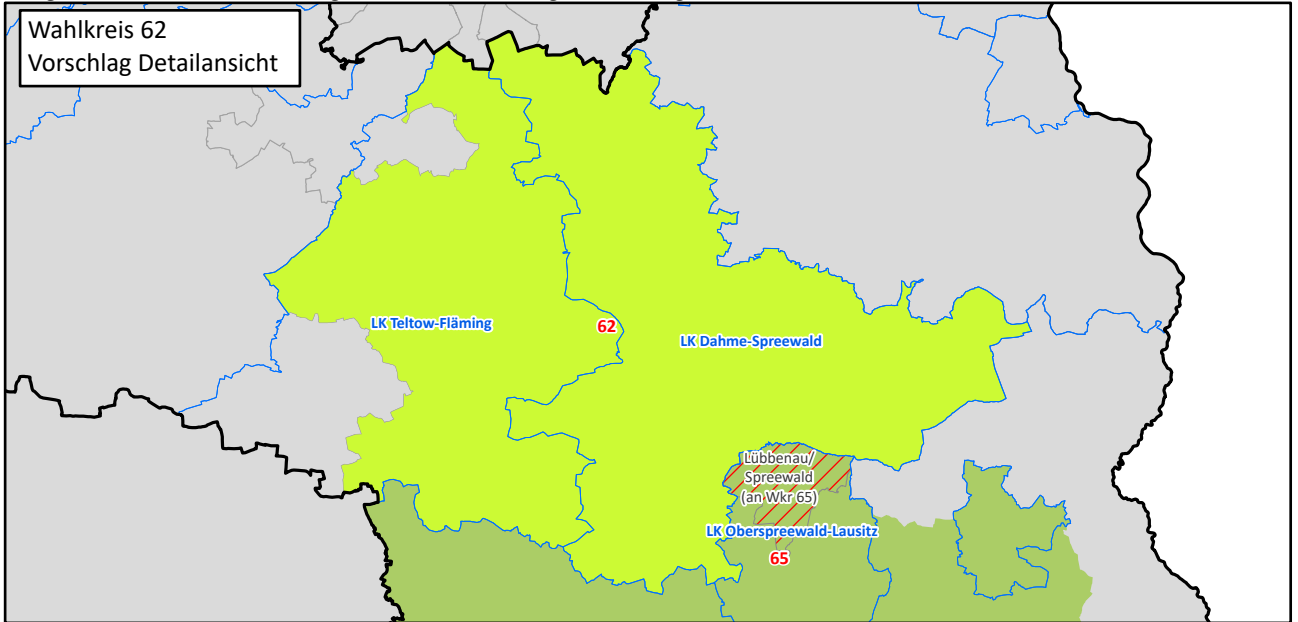 Wahlkreis 62
Vorschlag Detailansicht
LK Teltow-Fläming
62
LK Dahme-Spreewald
Lübbenau/
Spreewald
(an Wkr 65)
LK Oberspreewald-Lausitz
65